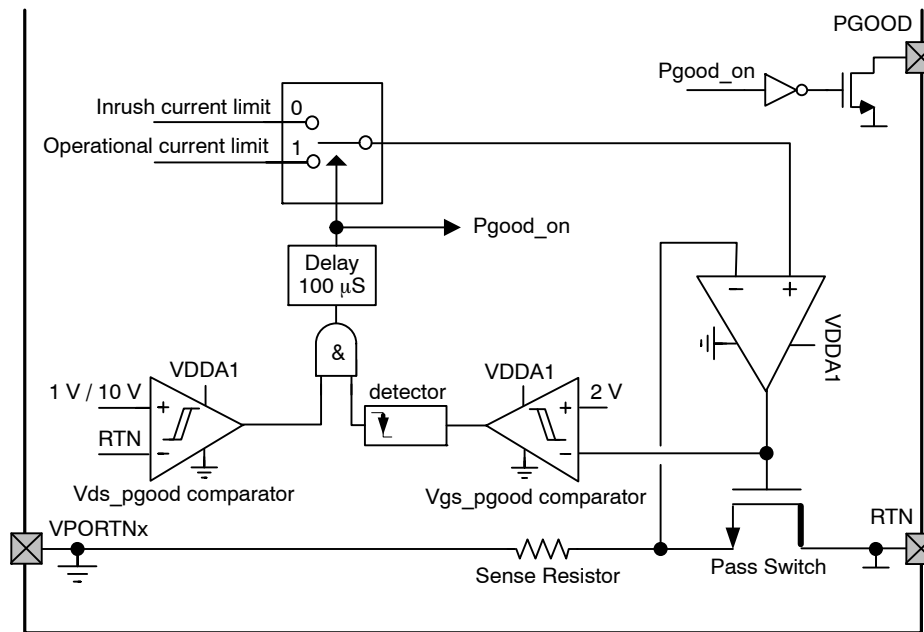 PGOOD
Pgood_on
Inrush current limit 0
Operational current limit 1
Pgood_on
Delay
100 µS
− +
VDDA1
&
VDDA1
VDDA1
1 V / 10 V
+
detector
+
2 V
RTN
−
−
Vds_pgood comparator
Vgs_pgood comparator
VPORTNx
RTN
Sense Resistor
Pass Switch